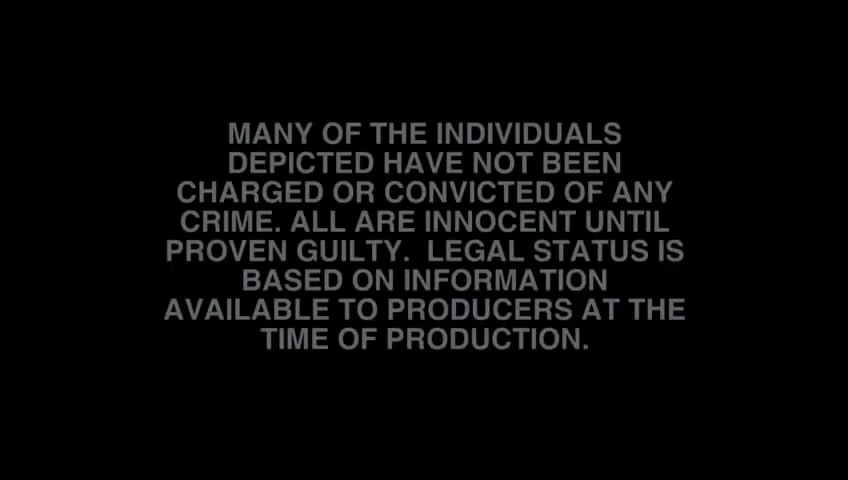 MANY OF THE INDIVIDUALS
DEPICTED HAVE NOT BEEN
CHARGED OR CONVICTED OF ANY
CRIME. ALL ARE INNOCENT UNTIL
PROVEN GUILTY.  LEGAL STATUS IS
BASED ON INFORMATION
AVAILABLE TO PRODUCERS AT THE
TIME OF PRODUCTION.